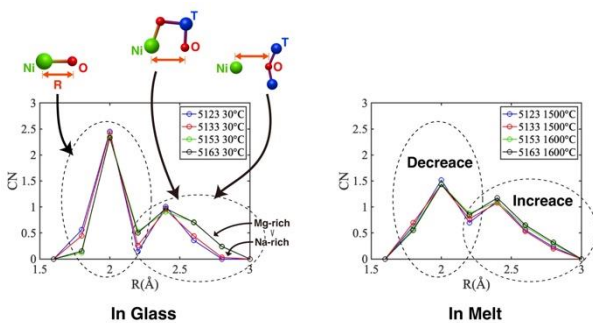 T
Ni
O
R
Ni
O
T
Ni
O
3
2.5
2
1.5
1
0.5
0
CN
5123 30°C
5133 30°C
5153 30°C
5163 30°C
Mg-rich
∨
Na-rich
1.5
2
2.5
3
R(Å)
In Glass
3
2.5
2
1.5
1
0.5
0
CN
5123 1500°C
5133 1500°C
5153 1600°C
5163 1600°C
Decreace
Increace
1.5
2
2.5
3
R(Å)
In Melt